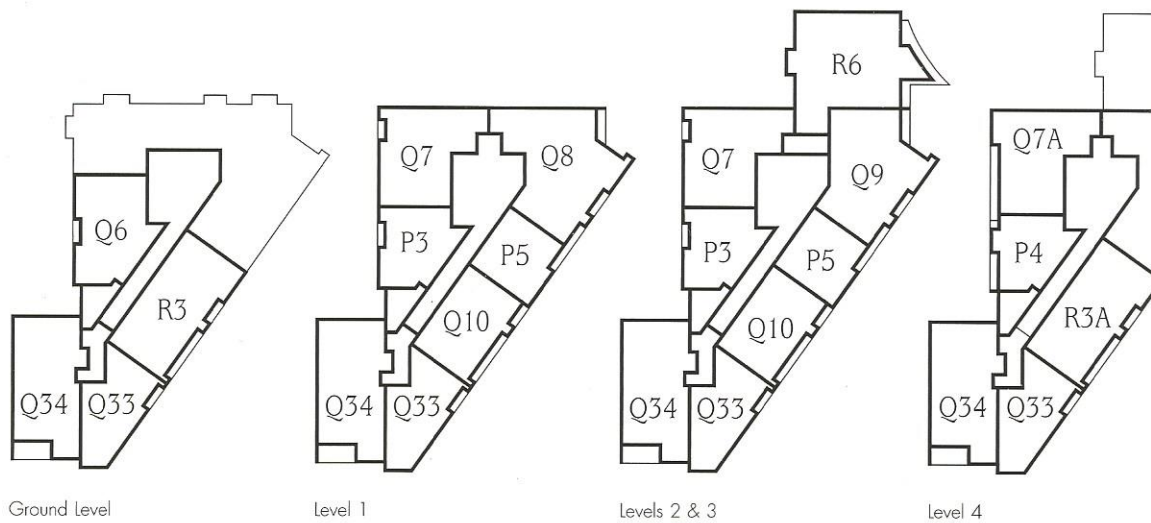 R6
Q7
Q8
Q7
Q9
Q7A
Q6
P3
P5
P3
P5
P4
R3
Q10
Q10
R3A
Q34
Q33
Q34
Q33
Q34
Q33
Q34
Q33
Ground Level
Level 1
Levels 2 & 3
Level 4